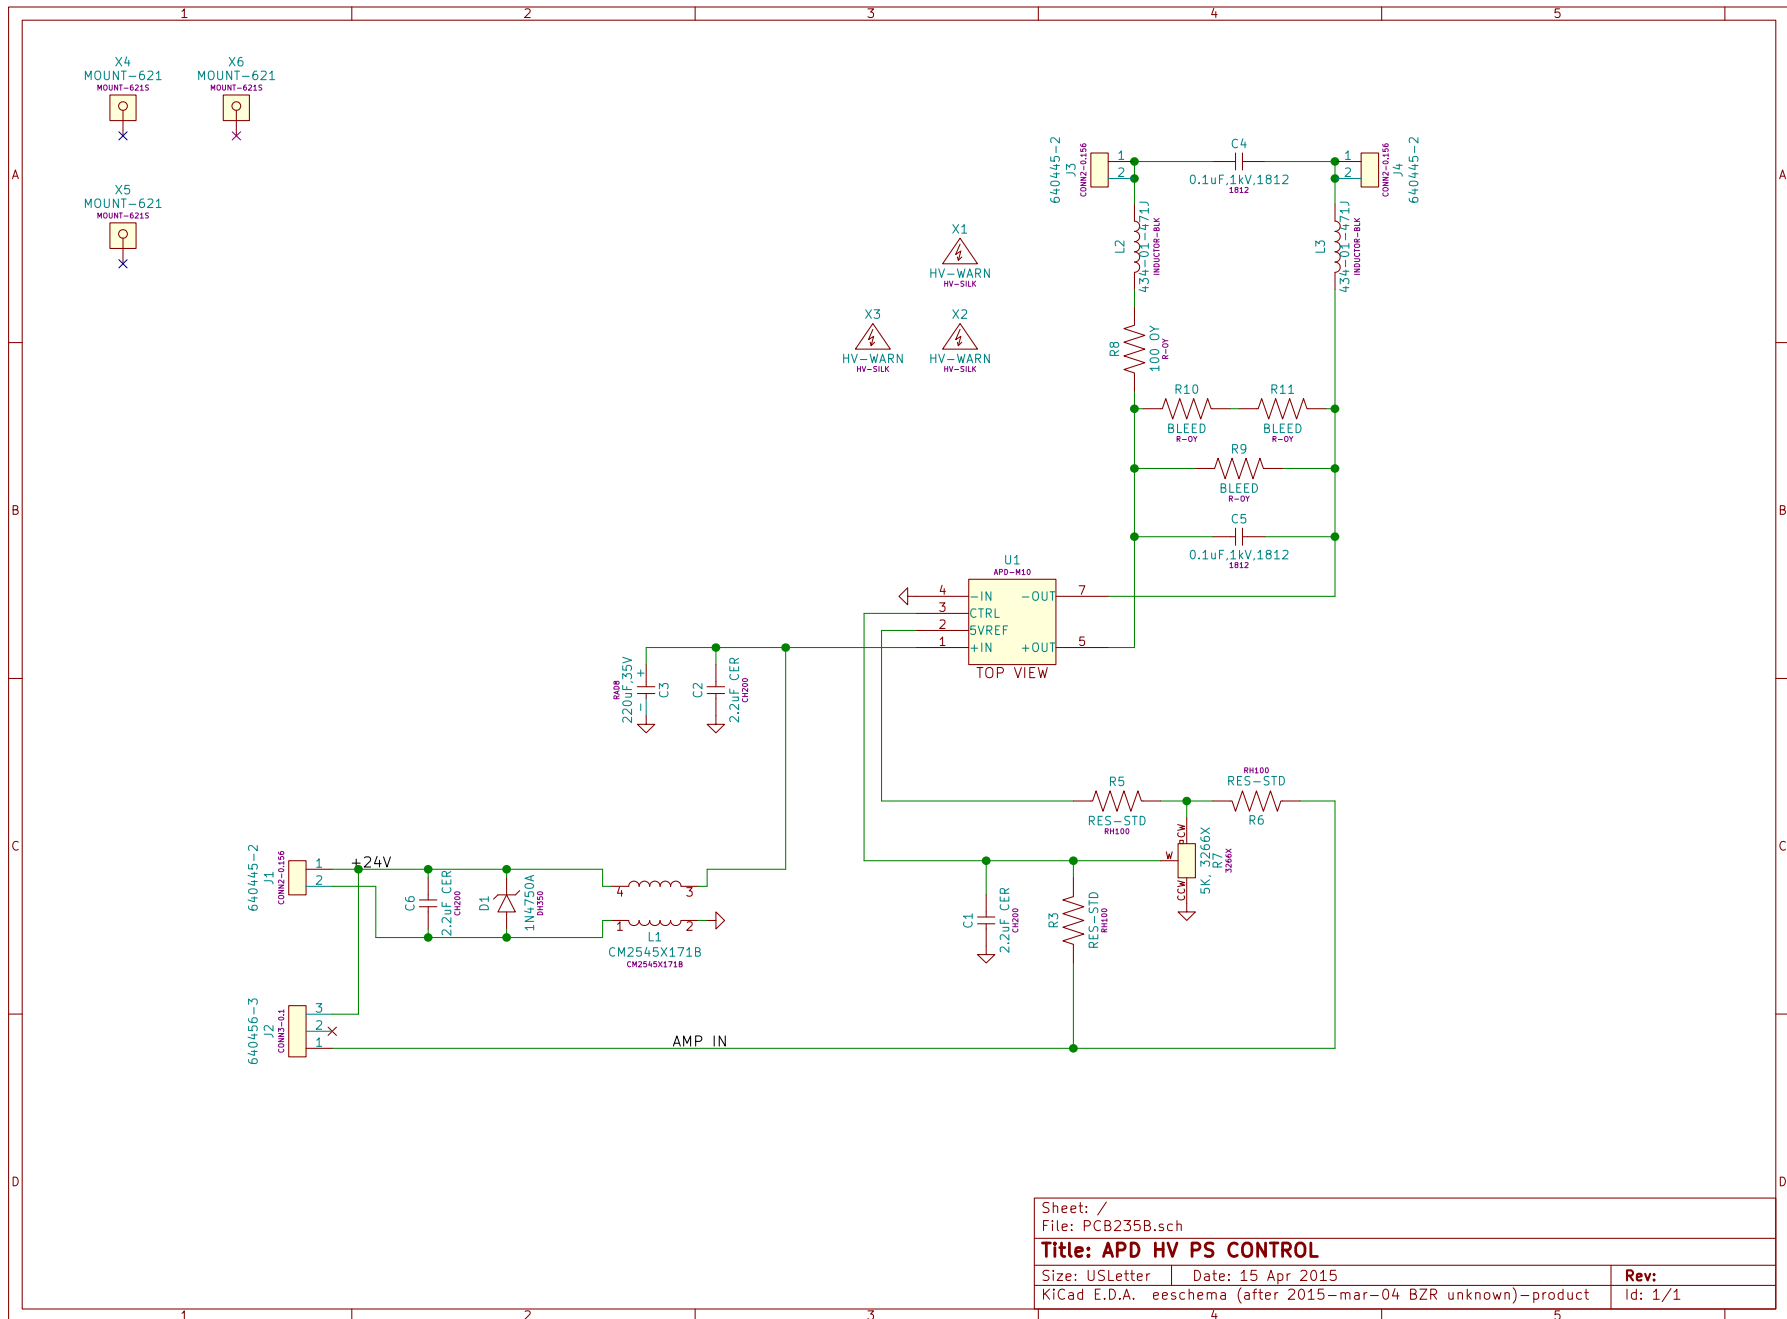 1 2 3 4 5
A
B
C
D
A
B
C
D
1 2 3 4 5
X4
MOUNT-621
MOUNT-621S
X6
MOUNT-621
MOUNT-621S
X5
MOUNT-621
MOUNT-621S
X1
HV-WARN
HV-SILK
X3
HV-WARN
HV-SILK
X2
HV-WARN
HV-SILK
640445-2
J3
CONN2-0.156
1
2
C4
0.1uF,1kV,1812
1812
1
2
CONN2-0.156
J4
640445-2
L2
434-01-471J
INDUCTOR-BLK
L3
434-01-471J
INDUCTOR-BLK
R8
100 OY
R-OY
R10
BLEED
R-OY
R11
BLEED
R-OY
R9
BLEED
R-OY
C5
0.1uF,1kV,1812
1812
U1
APD-M10
4 -IN -OUT 7
3 CTRL
2 5VREF
1 +IN +OUT 5
TOP VIEW
RAD8
220uF,35V
+
-
C3
C2
2.2uF CER
CH200
R5
RES-STD
RH100
RH100
RES-STD
R6
CW
W
CCW
5K, 3266X
R7
3266X
C1
2.2uF CER
CH200
R3
RES-STD
RH100
640445-2
J1
CONN2-0.156
1
2
+24V
C6
2.2uF CER
CH200
D1
1N4750A
DH350
4 3
1 2
L1
CM2545X171B
CM2545X171B
640456-3
J2
CONN3-0.1
3
2
1
AMP IN
Sheet: /
File: PCB235B.sch
Title: APD HV PS CONTROL
Size: USLetter Date: 15 Apr 2015 Rev:
KiCad E.D.A. eeschema (after 2015-mar-04 BZR unknown)-product Id: 1/1